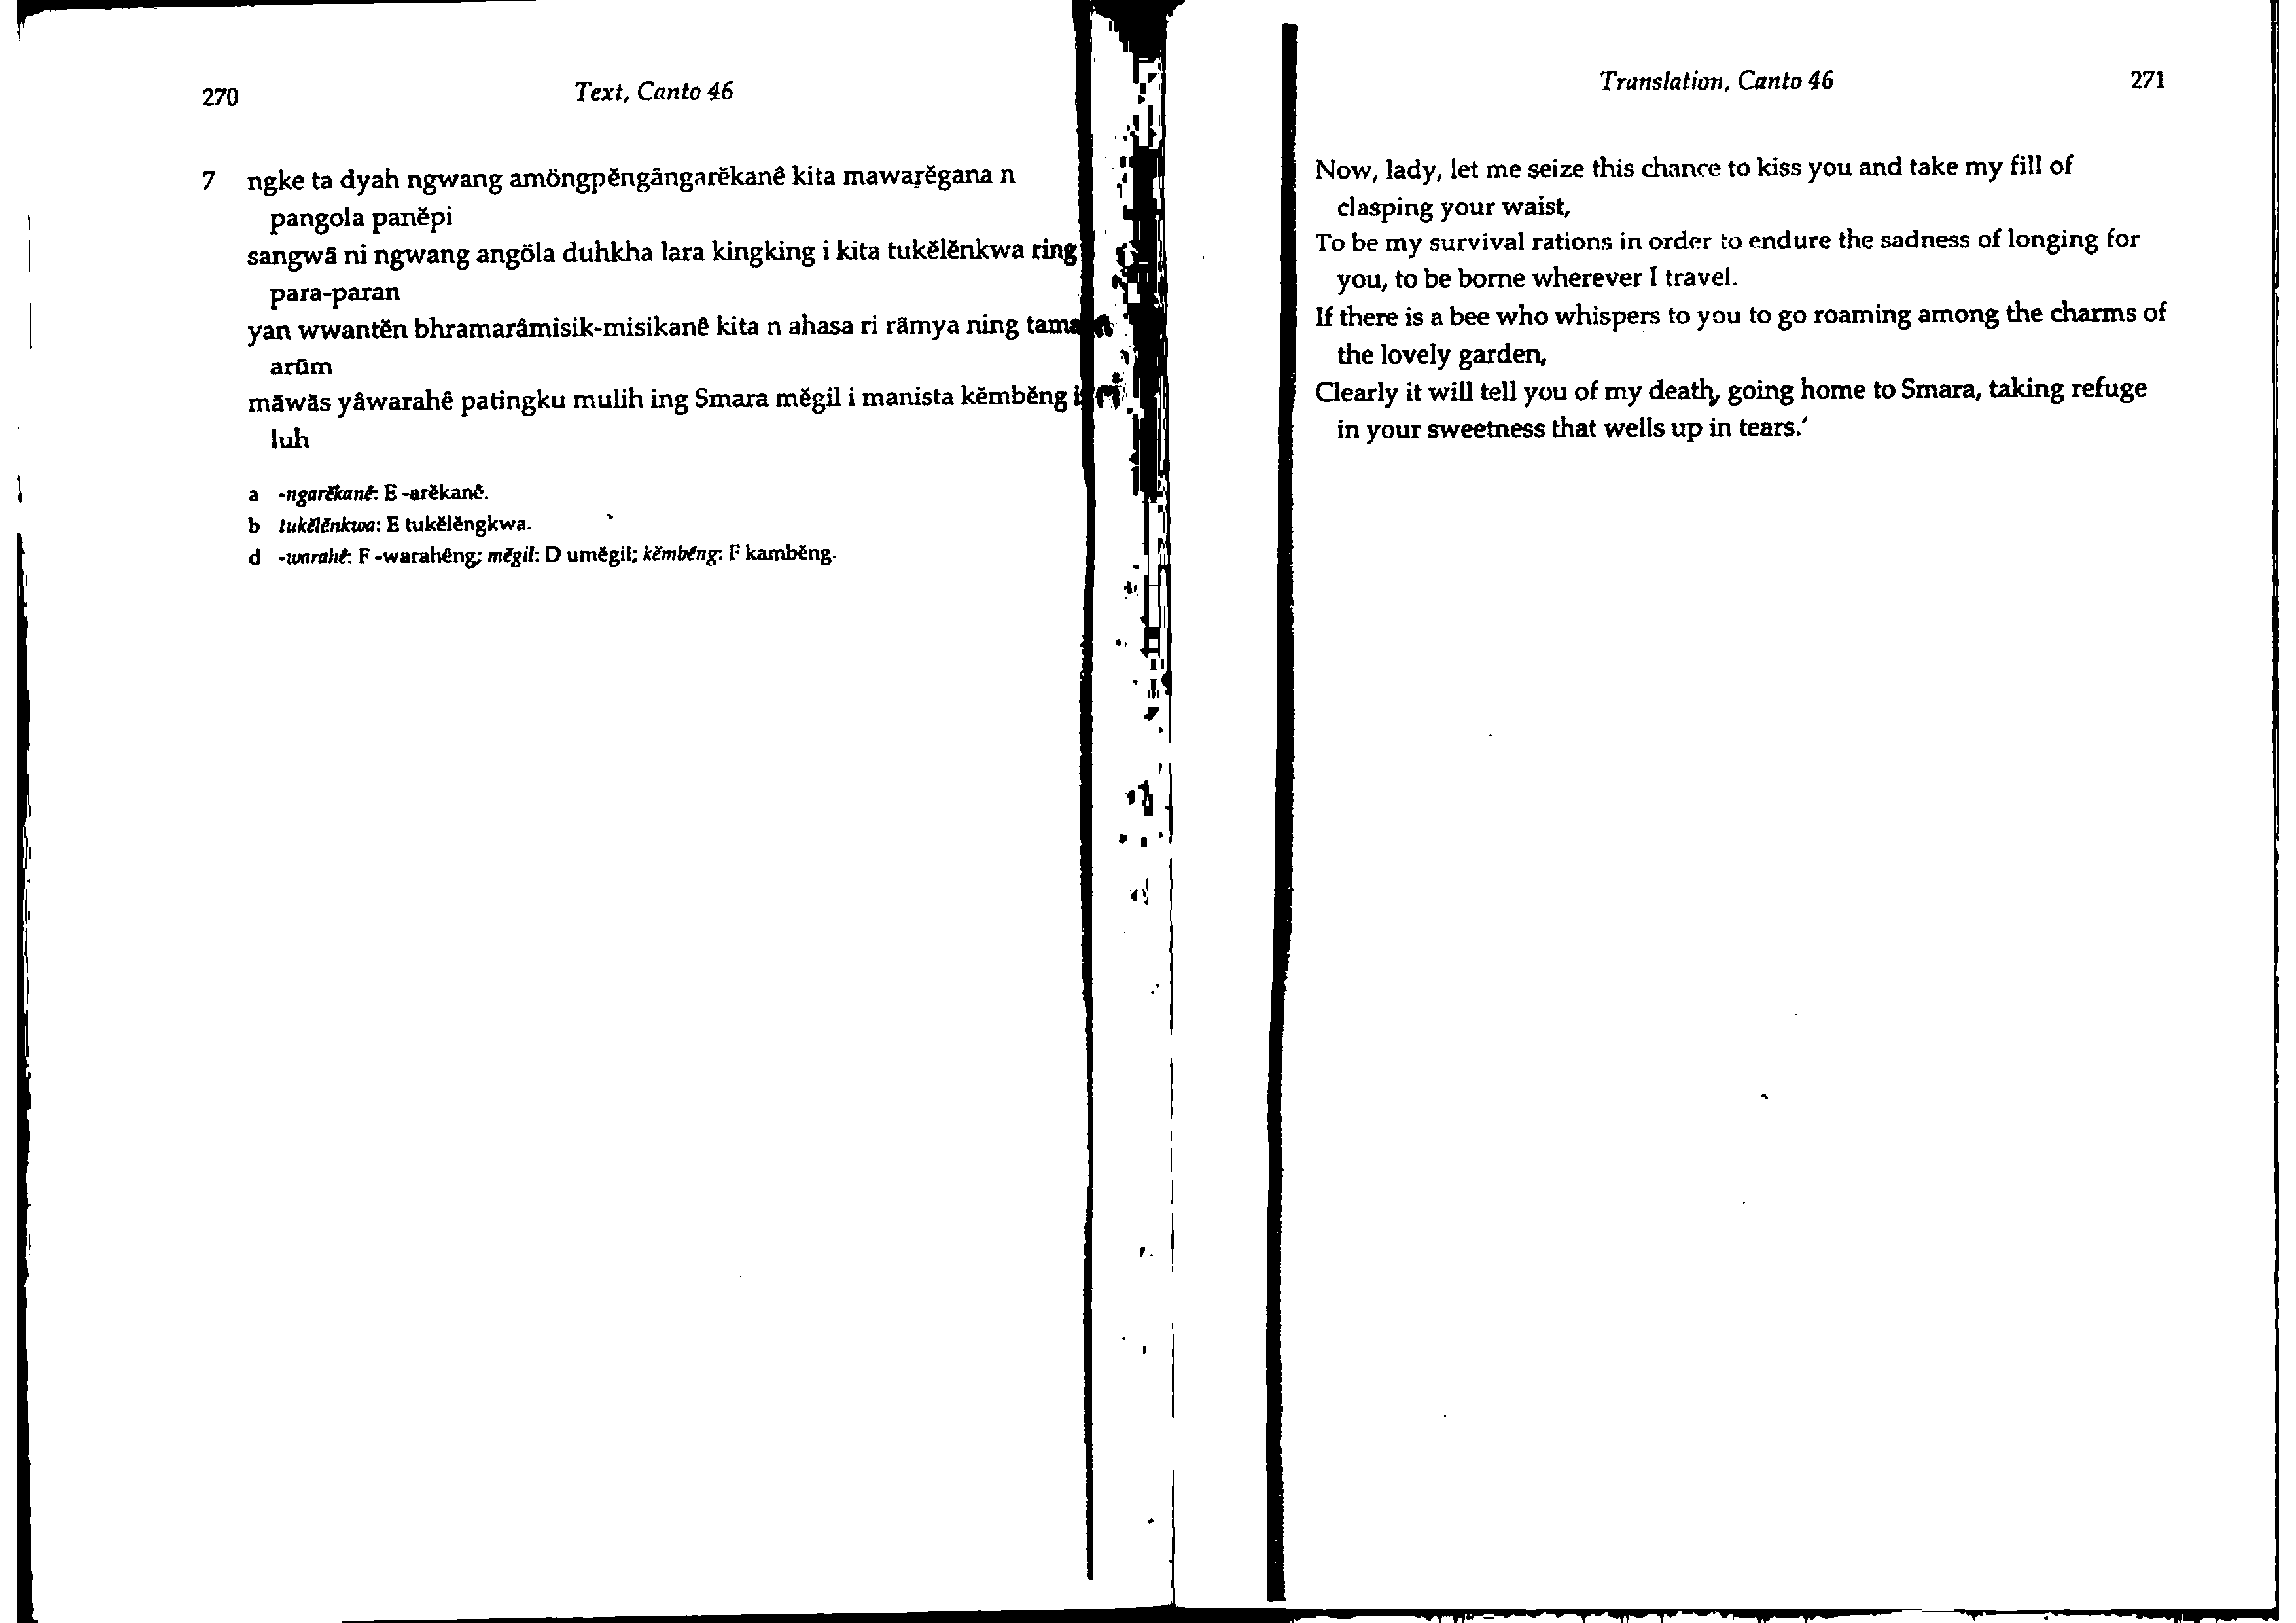 270
Text, Canto 46
7 ngke ta dyah ngwang amöngpĕngângarĕkanê kita mawaṛĕgana n
pangola panĕpi
sangwā ni ngwang angöla duhkha lara kingking i kita tukĕlĕnkwa ring
para-paran
yan wwantĕn bhramarâmisik-misikanê kita n ahasa ri rāmya ning taman
arūm
māwās yâwarahê patingku mulih ing Smara mĕgil i manista kĕmbĕng
luh
a -ngarĕkanê: E -arĕkanĕ.
b tukĕlĕnkwa: E tukĕlĕngkwa.
d -warahê: F -warahêng; mĕgil: D umĕgil; kĕmbĕng: F kambĕng.
Translation, Canto 46
271
Now, lady, let me seize this chance to kiss you and take my fill of
clasping your waist,
To be my survival rations in order to endure the sadness of longing for
you, to be borne wherever I travel.
If there is a bee who whispers to you to go roaming among the charms of
the lovely garden,
Clearly it will tell you of my death, going home to Smara, taking refuge
in your sweetness that wells up in tears.’